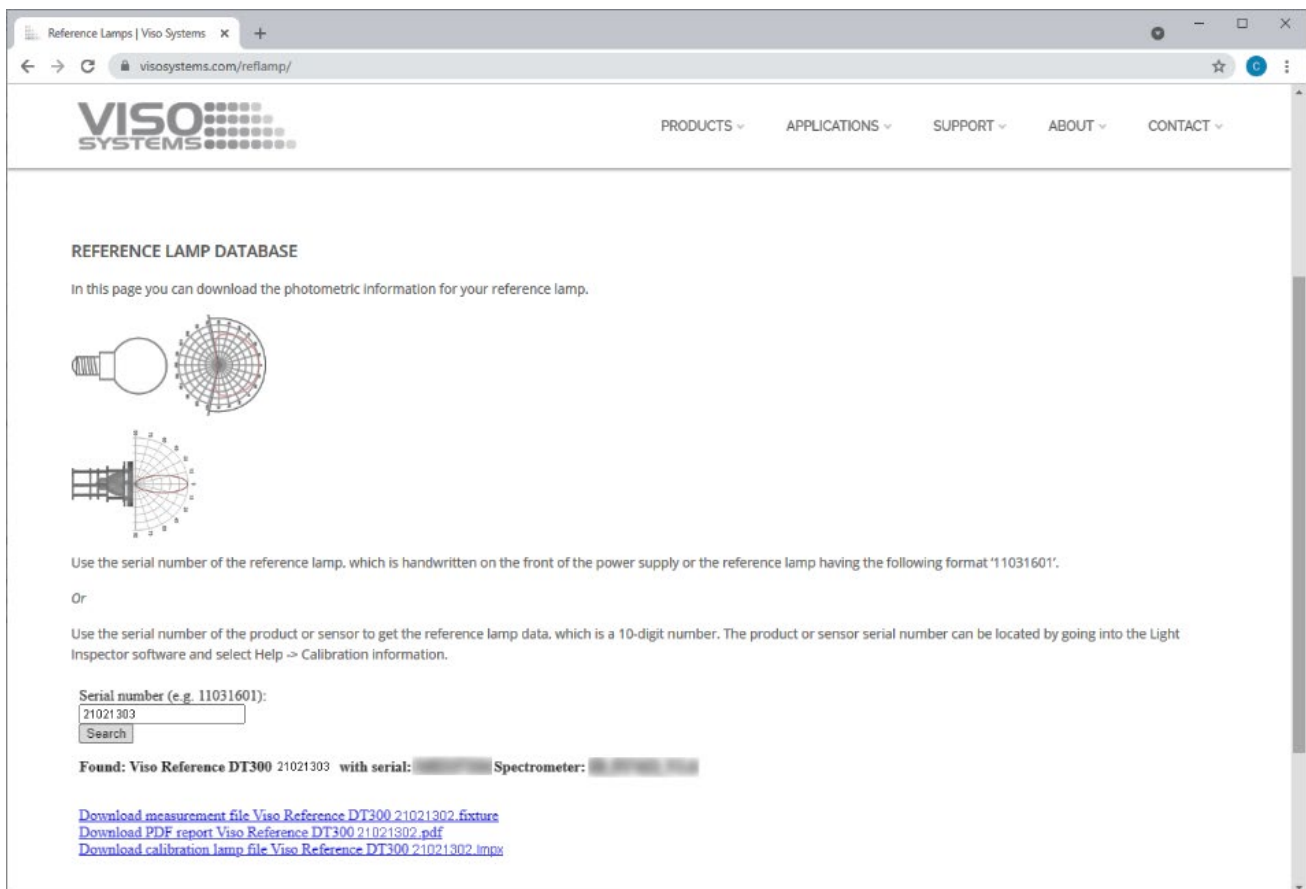 Reference Lamps | Viso Systems
visosystems.com/reflamp/
C
VISO
SYSTEMS
PRODUCTS
APPLICATIONS
SUPPORT
ABOUT
CONTACT
REFERENCE LAMP DATABASE
In this page you can download the photometric information for your reference lamp.
Use the serial number of the reference lamp, which is handwritten on the front of the power supply or the reference lamp having the following format '11031601'.
Or
Use the serial number of the product or sensor to get the reference lamp data, which is a 10-digit number. The product or sensor serial number can be located by going into the Light
Inspector software and select Help -> Calibration information.
Serial number (e.g. 11031601):
21021303
Search
Found: Viso Reference DT300 21021303 with serial: Spectrometer:
Download measurement file Viso Reference DT300 21021302.fixture
Download PDF report Viso Reference DT300 21021302.pdf
Download calibration lamp file Viso Reference DT300 21021302.lmpx